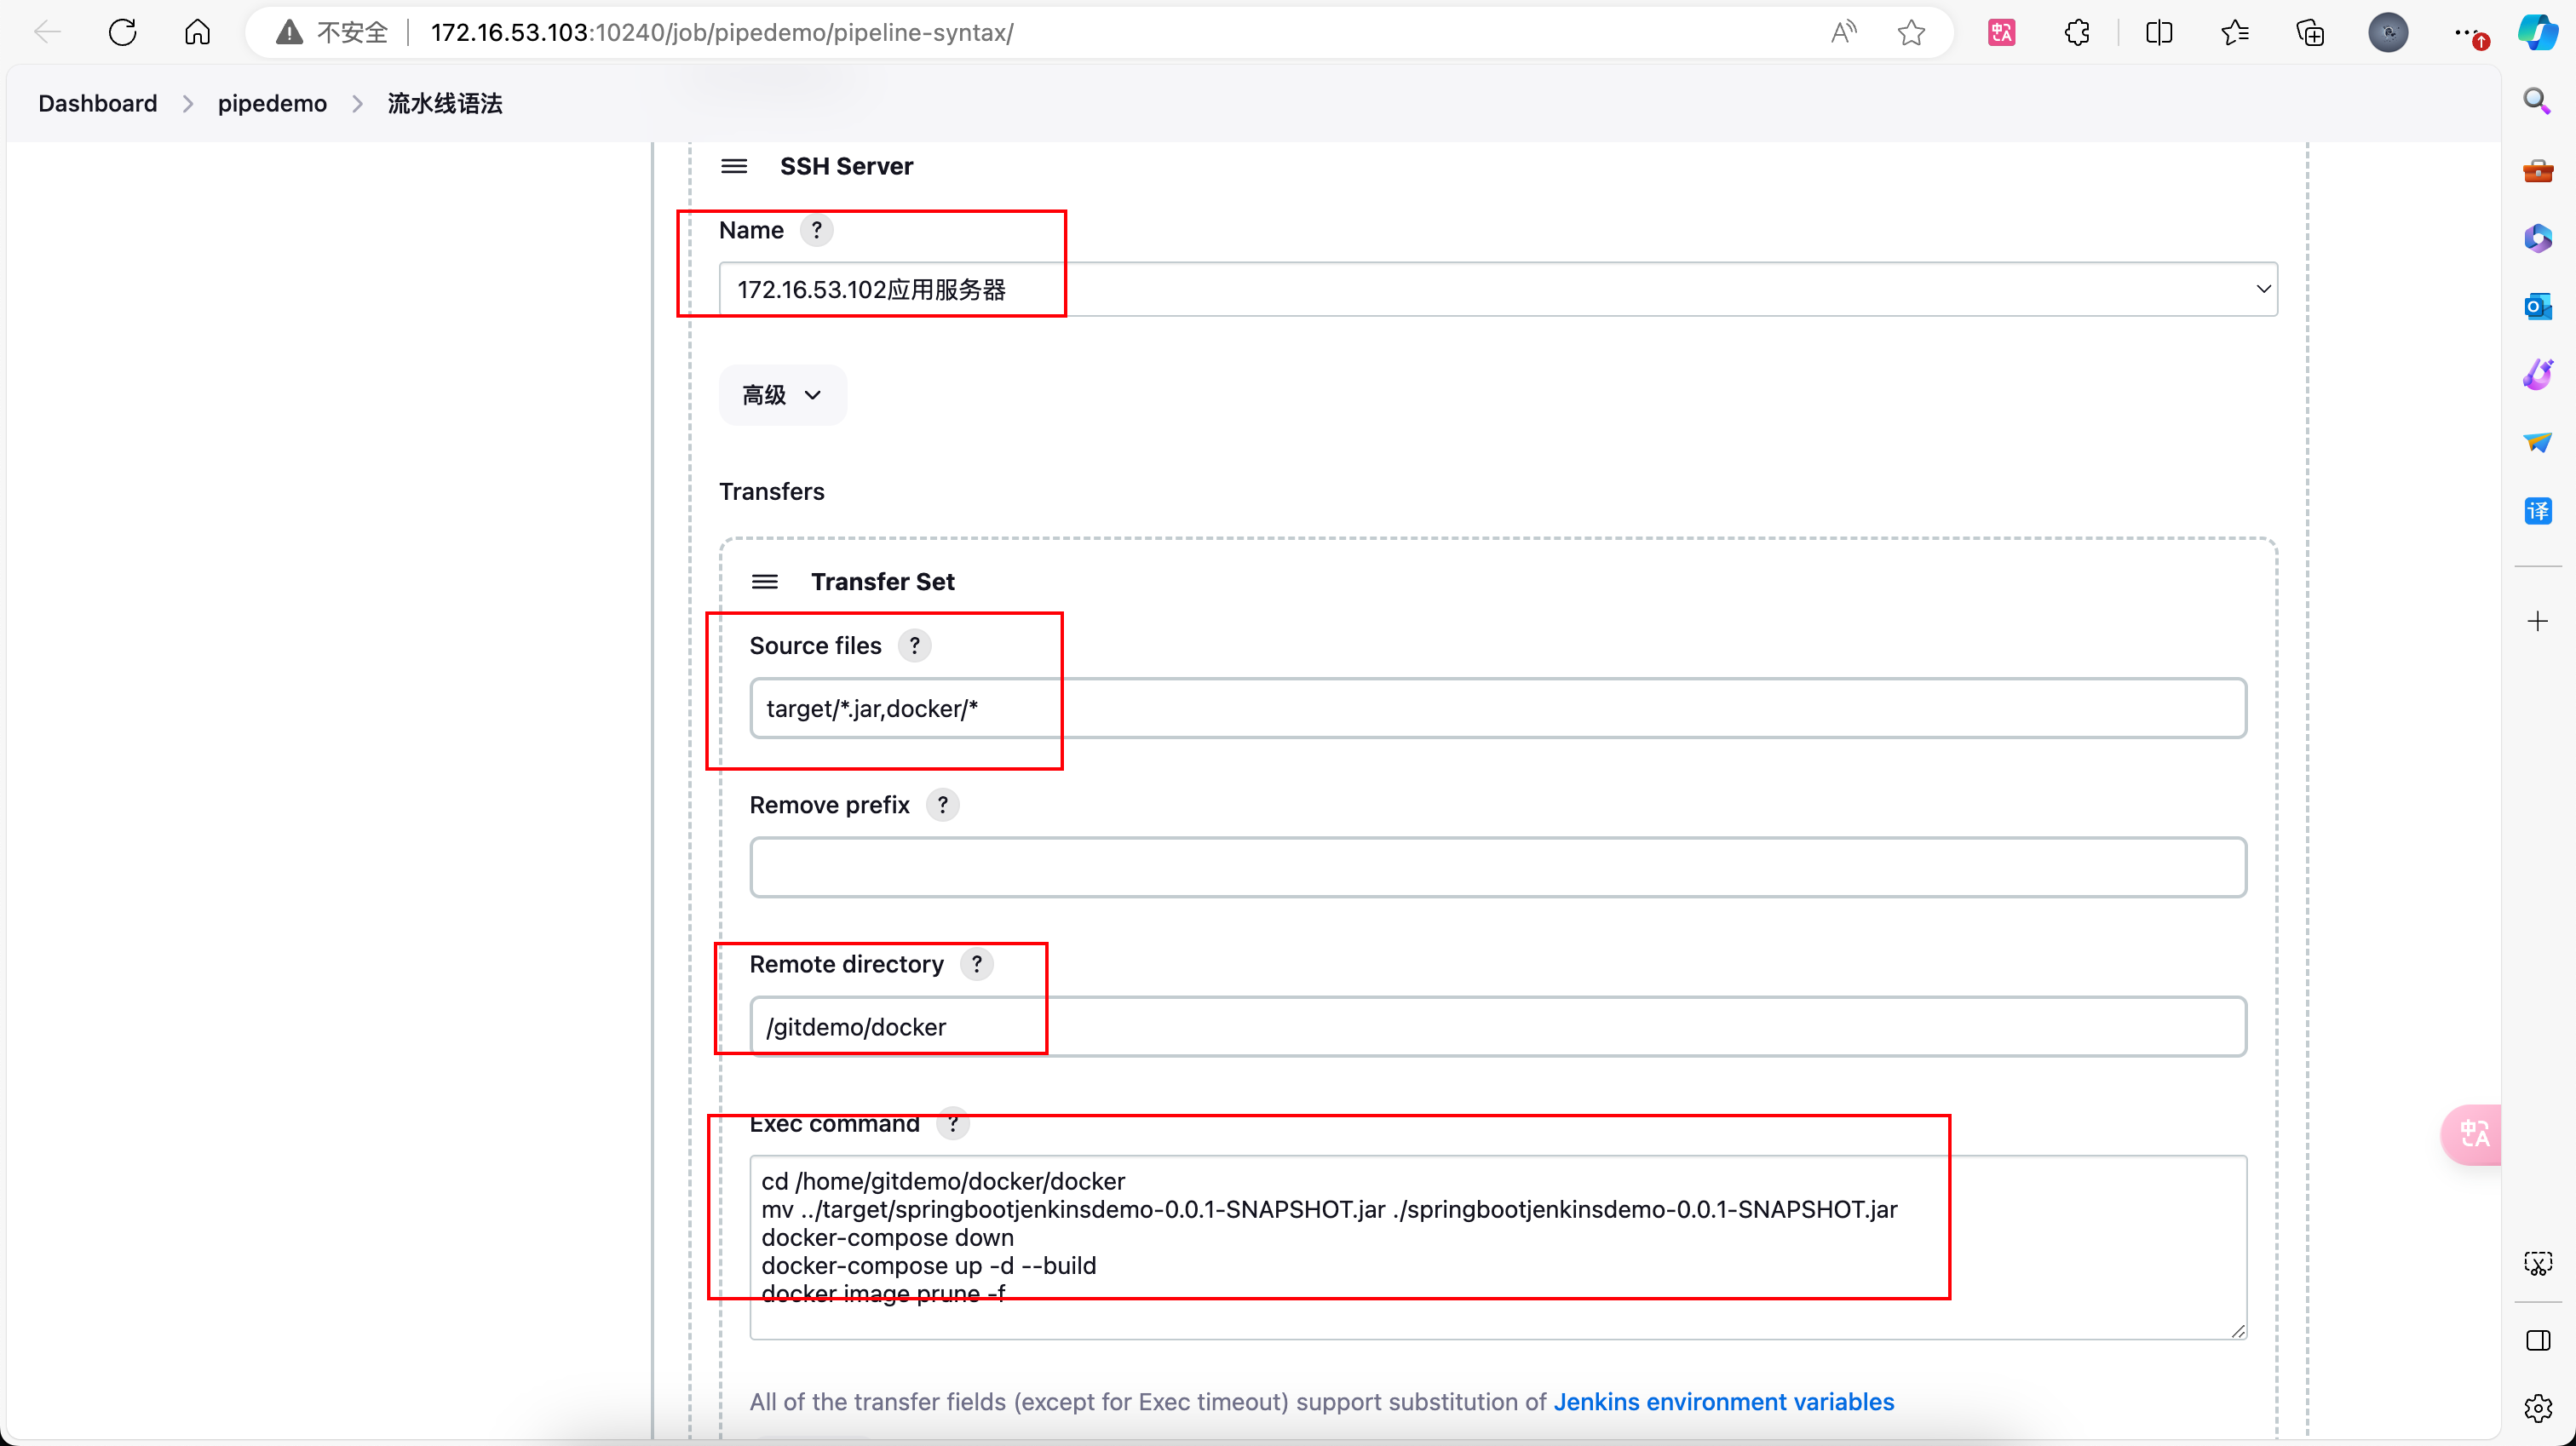 不安全
172.16.53.103:10240/job/pipedemo/pipeline-syntax/
Dashboard > pipedemo > 流水线语法
SSH Server
Name ?
172.16.53.102应用服务器
高级
Transfers
Transfer Set
Source files ?
target/*.jar,docker/*
Remove prefix ?
Remote directory ?
/gitdemo/docker
Exec command ?
cd /home/gitdemo/docker/docker
mv ../target/springbootjenkinsdemo-0.0.1-SNAPSHOT.jar ./springbootjenkinsdemo-0.0.1-SNAPSHOT.jar
docker-compose down
docker-compose up -d --build
docker image prune -f
All of the transfer fields (except for Exec timeout) support substitution of Jenkins environment variables
译